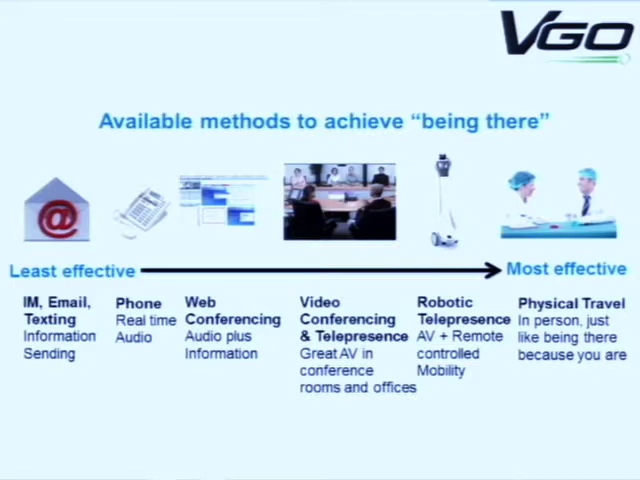 VGO
Available methods to achieve “being there”
@
Least effective
Most effective
IM, Email,
Texting
Information
Sending
Phone
Real time
Audio
Web
Conferencing
Audio plus
Information
Video
Conferencing
& Telepresence
Great AV in
conference
rooms and offices
Robotic
Telepresence
AV + Remote
controlled
Mobility
Physical Travel
In person, just
like being there
because you are